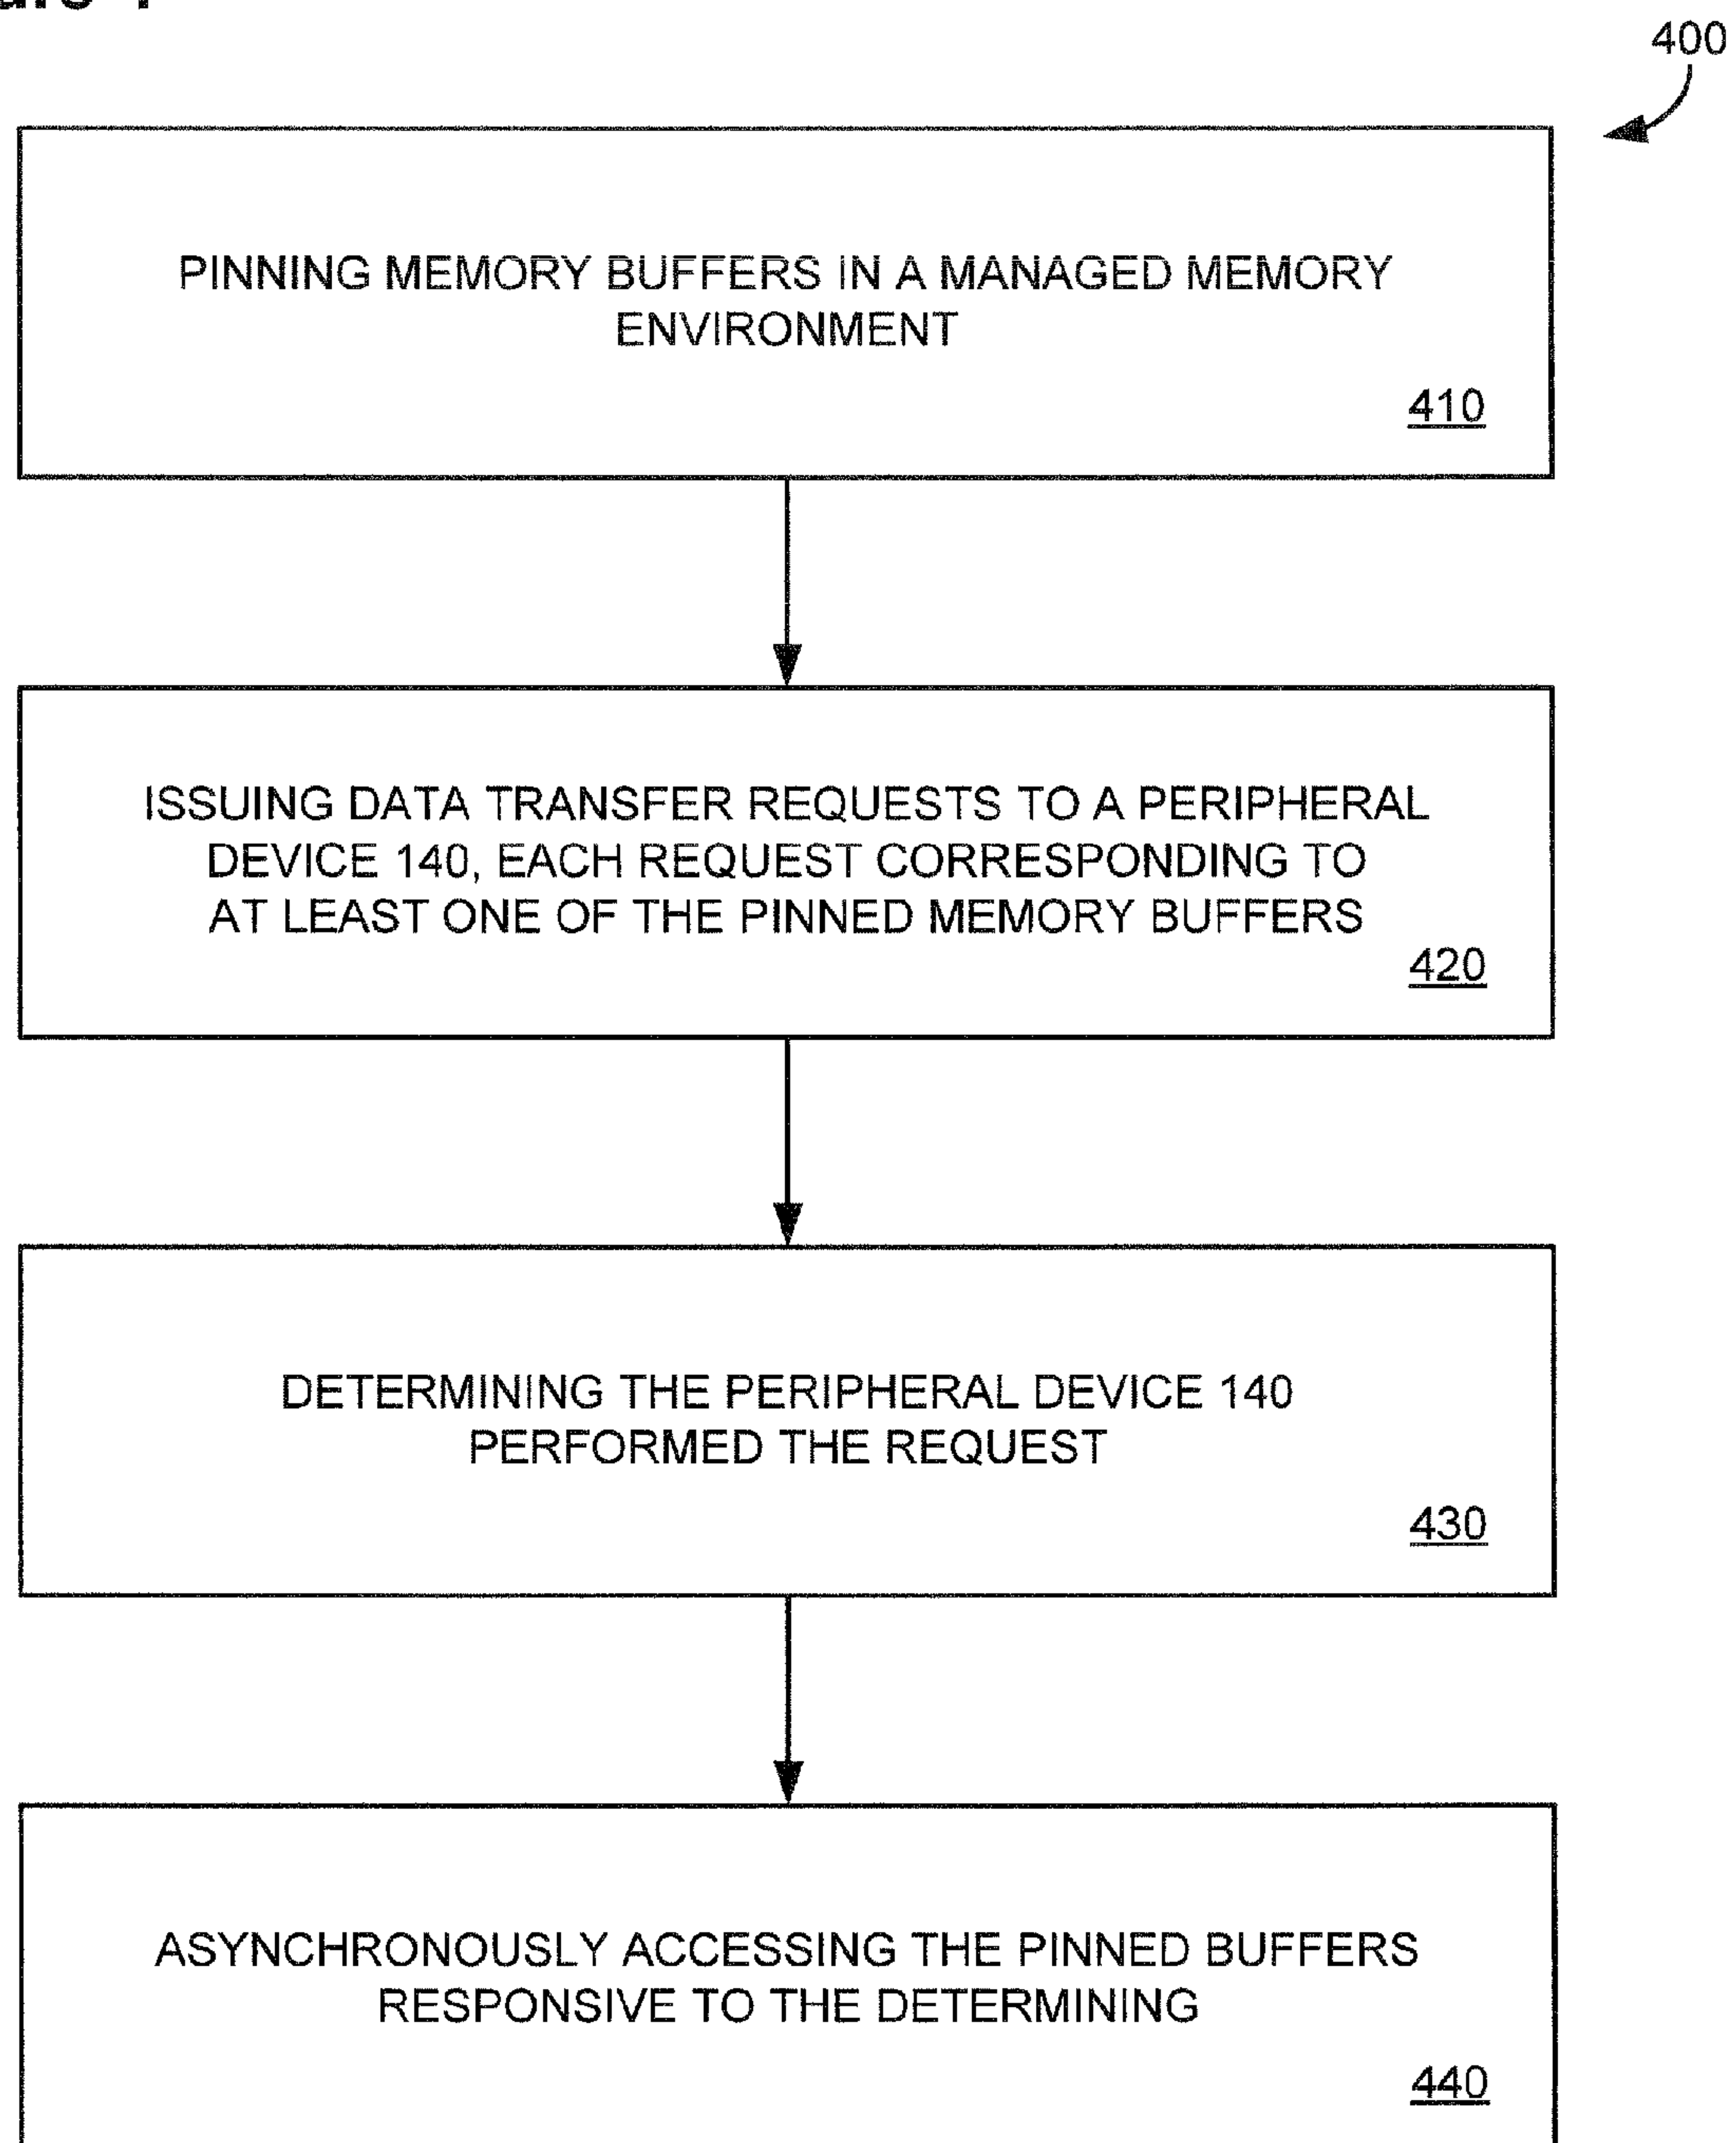 400
PINNING MEMORY BUFFERS IN A MANAGED MEMORY
ENVIRONMENT
410
ISSUING DATA TRANSFER REQUESTS TO A PERIPHERAL
DEVICE 140, EACH REQUEST CORRESPONDING TO
AT LEAST ONE OF THE PINNED MEMORY BUFFERS
420
DETERMINING THE PERIPHERAL DEVICE 140
PERFORMED THE REQUEST
430
ASYNCHRONOUSLY ACCESSING THE PINNED BUFFERS
RESPONSIVE TO THE DETERMINING
440